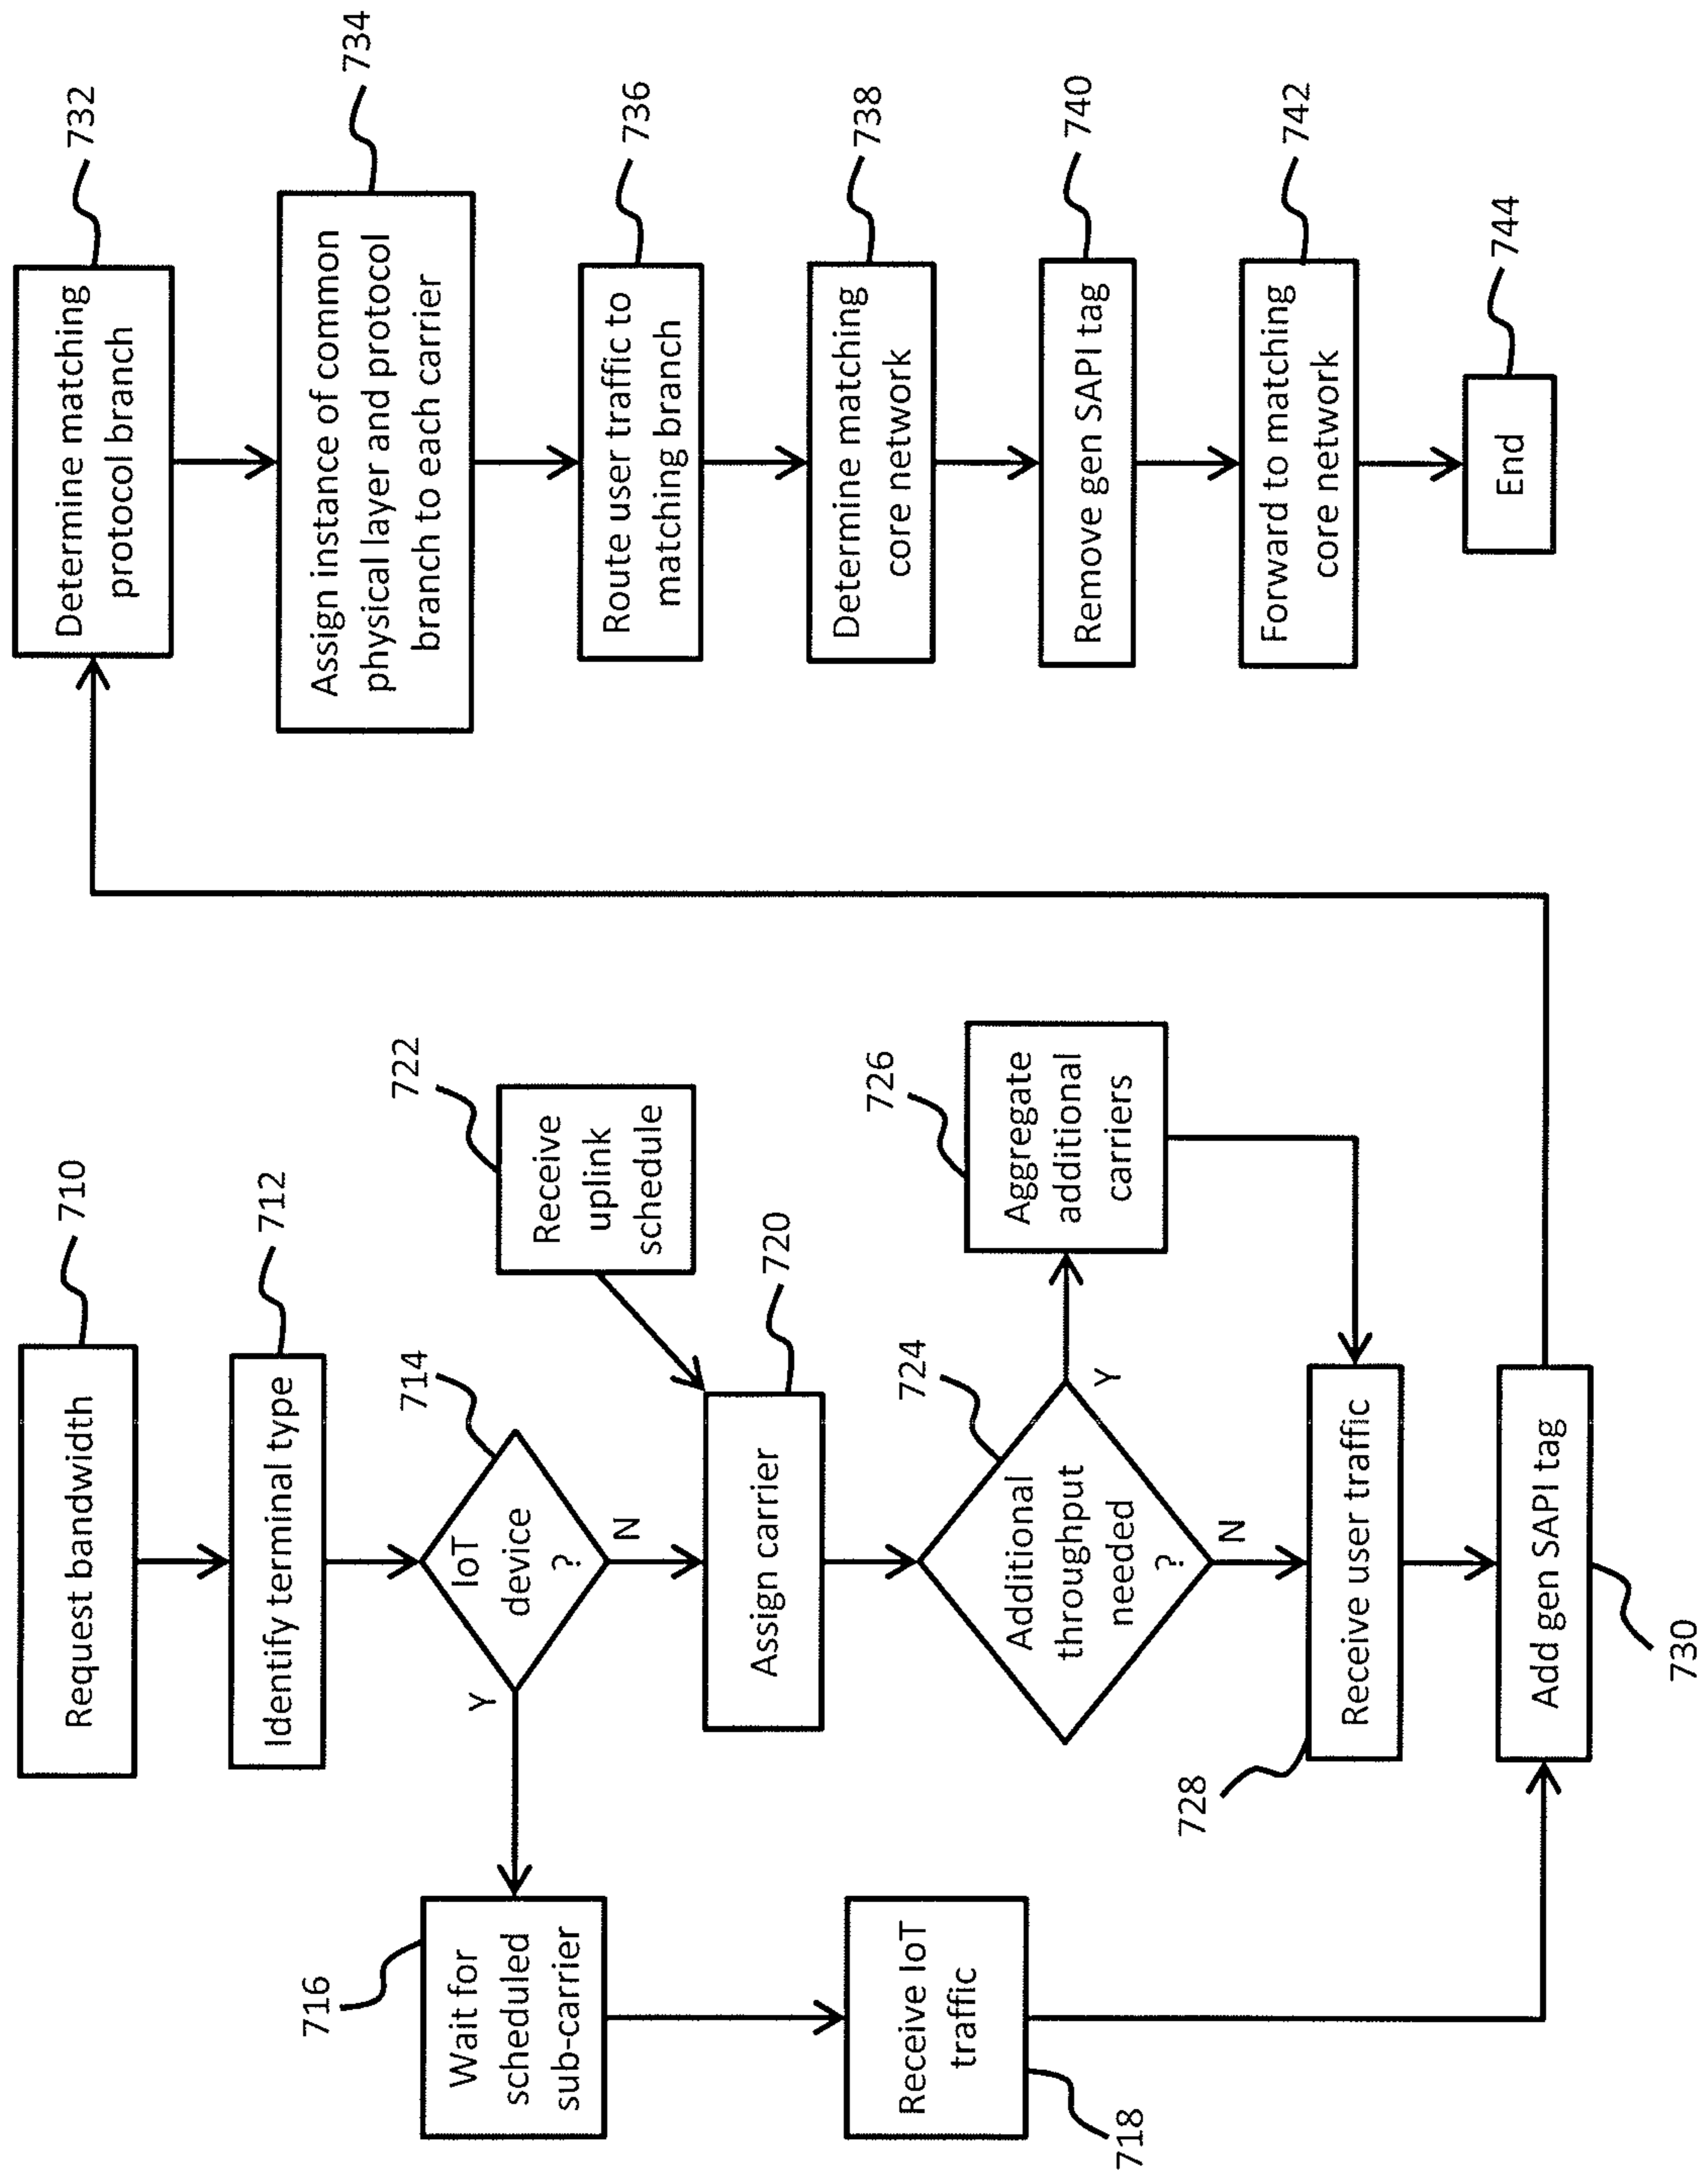 Request bandwidth
710
Identify terminal type
712
IoT
device
?
714
Y
N
Wait for
scheduled
sub-carrier
716
Receive IoT
traffic
718
Receive
uplink
schedule
722
Assign carrier
720
Additional
throughput
needed
?
724
Y
N
Aggregate
additional
carriers
726
Receive user traffic
728
Add gen SAPI tag
730
Determine matching
protocol branch
732
Assign instance of common
physical layer and protocol
branch to each carrier
734
Route user traffic to
matching branch
736
Determine matching
core network
738
Remove gen SAPI tag
740
Forward to matching
core network
742
End
744